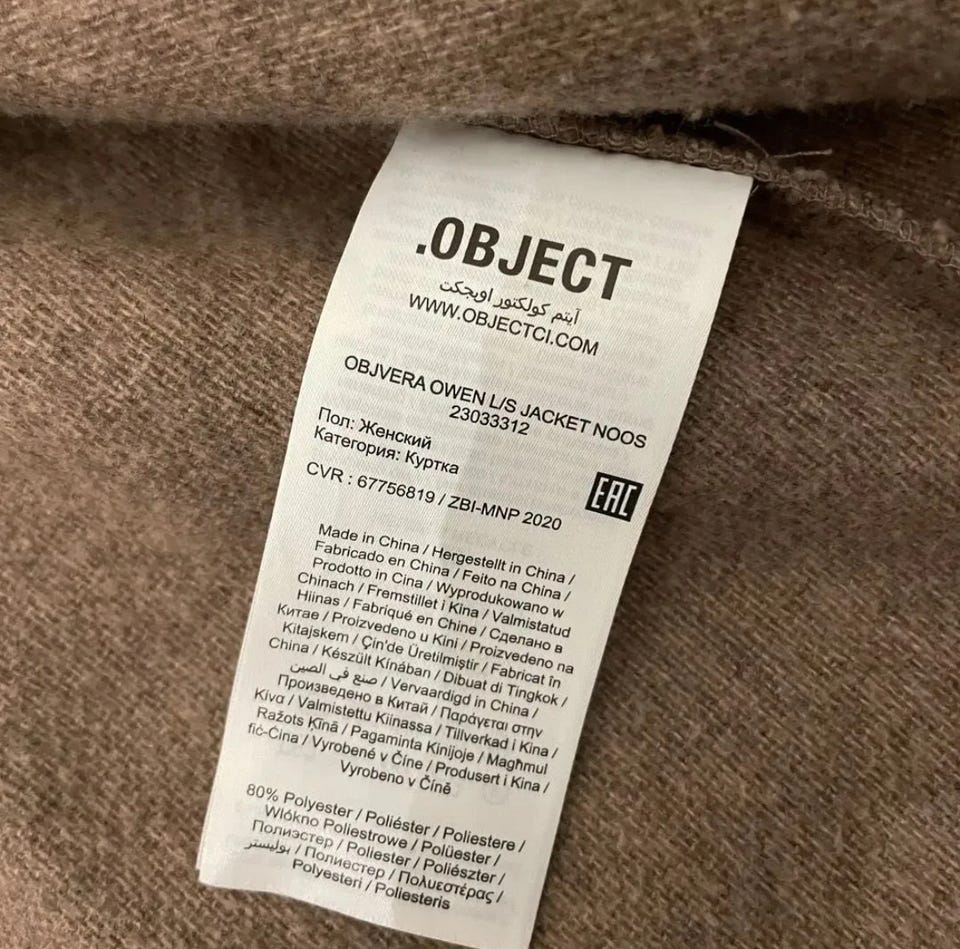 .OBJECT
آیتم کولکتور اوبجکت
WWW.OBJECTCI.COM
OBJVERA OWEN L/S JACKET NOOS
23033312
Пол: Женский
Категория: Куртка
CVR : 67756819 / ZBI-MNP 2020
EAC
Made in China / Hergestellt in China /
Fabricado en China / Feito na China /
Prodotto in Cina / Wyprodukowano w
Chinach / Fremstillet i Kina / Valmistatud
Hiinas / Fabriqué en Chine / Сделано в
Китае / Proizvedeno u Kini / Proizvedeno na
Kitajskem / Çin'de Üretilmiştir / Fabricat în
China / Készült Kínában / Dibuat di Tingkok /
صنع في الصين / Vervaardigd in China /
Произведено в Китай / Παράγεται στην
Κίνα / Valmistettu Kiinassa / Tillverkad i Kina /
Ražots Ķīnā / Pagaminta Kinijoje / Magħmul
fiċ-Ċina / Vyrobené v Číne / Produsert i Kina /
Vyrobeno v Číně
80% Polyester / Poliéster / Poliestere /
Włókno Poliestrowe / Polüester /
Полиэстер / Poliester / Poliészter /
بوليستر / Полиестер / Πολυεστέρας /
Polyesteri / Poliesteris